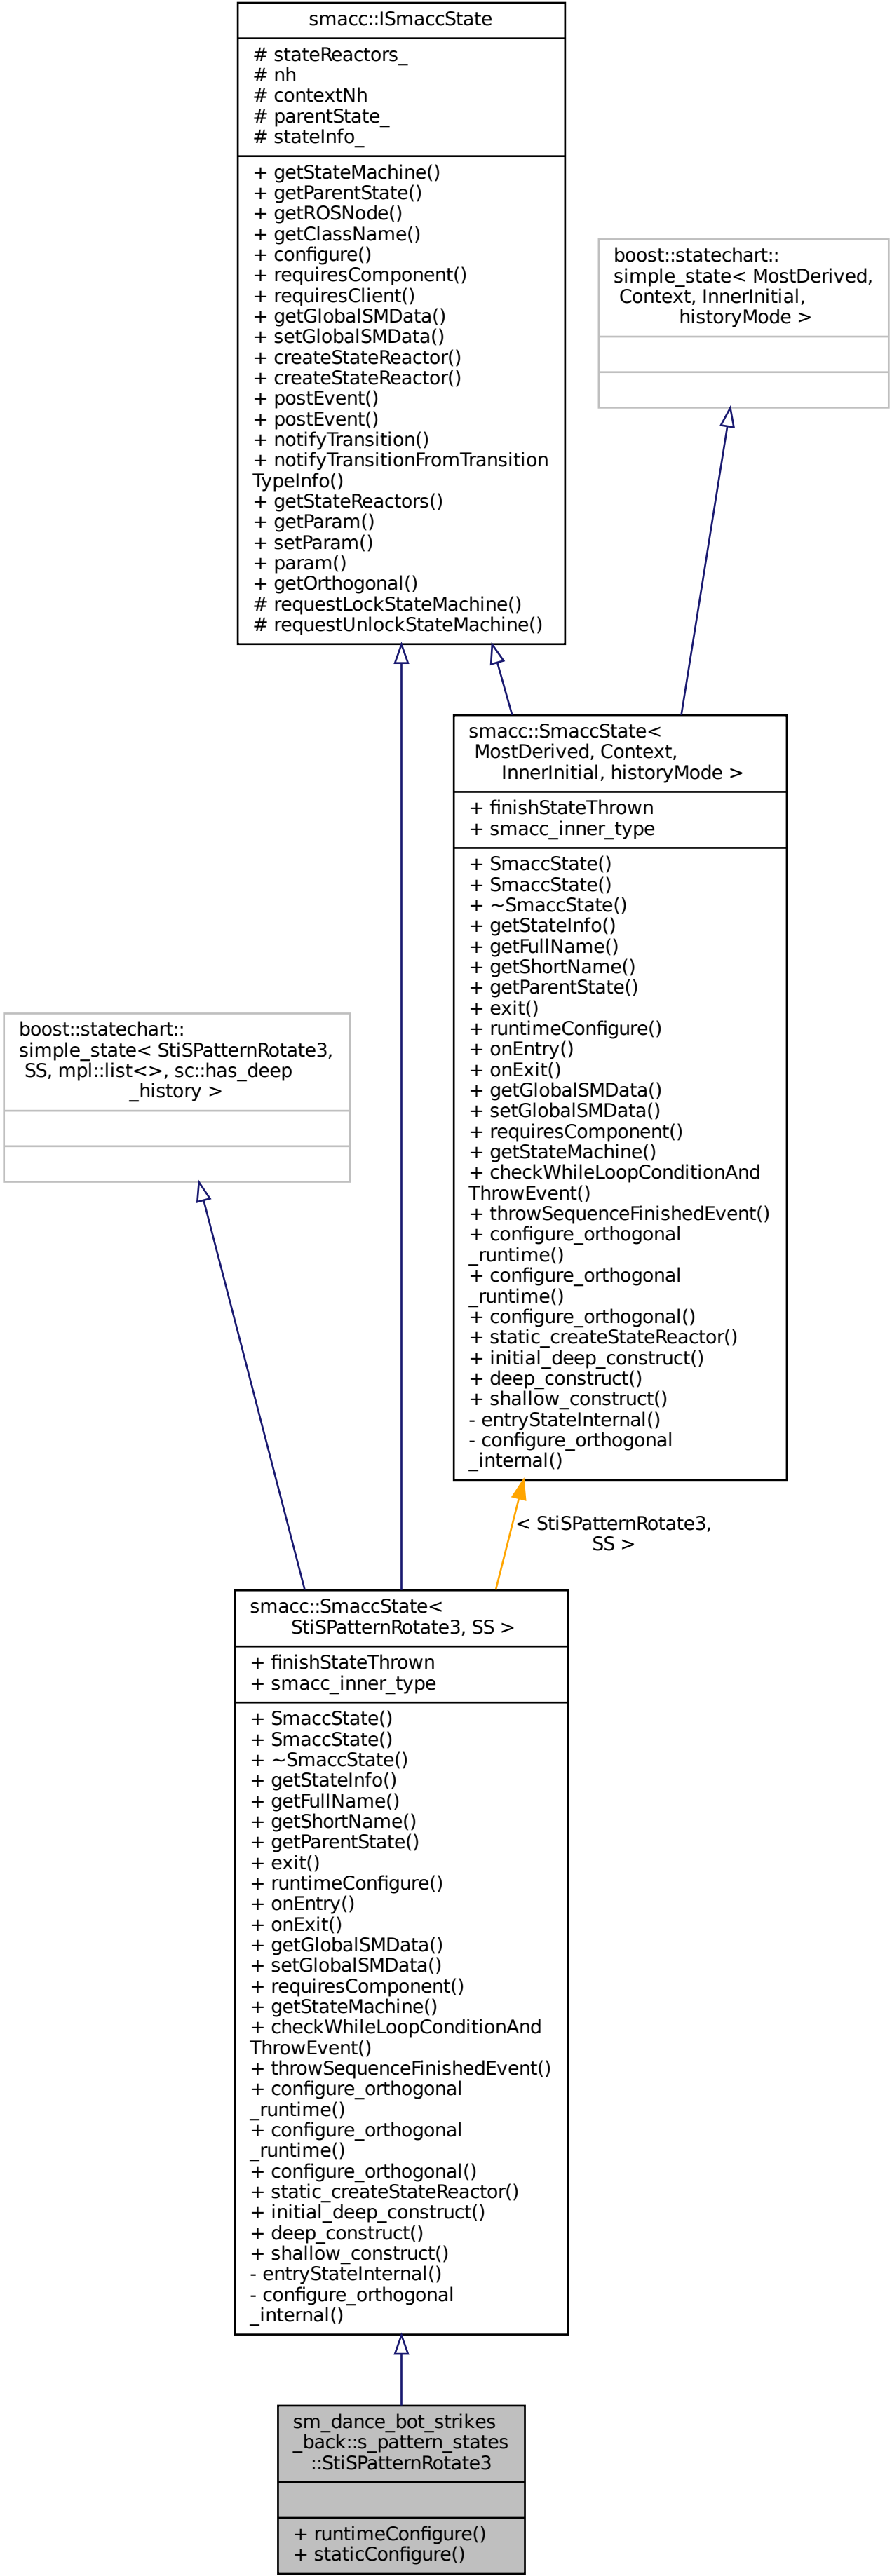 smacc::ISmaccState
# stateReactors_
# nh
# contextNh
# parentState_
# stateInfo_
+ getStateMachine()
+ getParentState()
+ getROSNode()
+ getClassName()
+ configure()
+ requiresComponent()
+ requiresClient()
+ getGlobalSMData()
+ setGlobalSMData()
+ createStateReactor()
+ createStateReactor()
+ postEvent()
+ postEvent()
+ notifyTransition()
+ notifyTransitionFromTransition
TypeInfo()
+ getStateReactors()
+ getParam()
+ setParam()
+ param()
+ getOrthogonal()
# requestLockStateMachine()
# requestUnlockStateMachine()
boost::statechart::
simple_state< MostDerived,
Context, InnerInitial,
historyMode >
smacc::SmaccState<
MostDerived, Context,
InnerInitial, historyMode >
+ finishStateThrown
+ smacc_inner_type
+ SmaccState()
+ SmaccState()
+ ~SmaccState()
+ getStateInfo()
+ getFullName()
+ getShortName()
+ getParentState()
+ exit()
+ runtimeConfigure()
+ onEntry()
+ onExit()
+ getGlobalSMData()
+ setGlobalSMData()
+ requiresComponent()
+ getStateMachine()
+ checkWhileLoopConditionAnd
ThrowEvent()
+ throwSequenceFinishedEvent()
+ configure_orthogonal
_runtime()
+ configure_orthogonal
_runtime()
+ configure_orthogonal()
+ static_createStateReactor()
+ initial_deep_construct()
+ deep_construct()
+ shallow_construct()
- entryStateInternal()
- configure_orthogonal
_internal()
boost::statechart::
simple_state< StiSPatternRotate3,
SS, mpl::list<>, sc::has_deep
_history >
< StiSPatternRotate3,
SS >
smacc::SmaccState<
StiSPatternRotate3, SS >
+ finishStateThrown
+ smacc_inner_type
+ SmaccState()
+ SmaccState()
+ ~SmaccState()
+ getStateInfo()
+ getFullName()
+ getShortName()
+ getParentState()
+ exit()
+ runtimeConfigure()
+ onEntry()
+ onExit()
+ getGlobalSMData()
+ setGlobalSMData()
+ requiresComponent()
+ getStateMachine()
+ checkWhileLoopConditionAnd
ThrowEvent()
+ throwSequenceFinishedEvent()
+ configure_orthogonal
_runtime()
+ configure_orthogonal
_runtime()
+ configure_orthogonal()
+ static_createStateReactor()
+ initial_deep_construct()
+ deep_construct()
+ shallow_construct()
- entryStateInternal()
- configure_orthogonal
_internal()
sm_dance_bot_strikes
_back::s_pattern_states
::StiSPatternRotate3
+ runtimeConfigure()
+ staticConfigure()